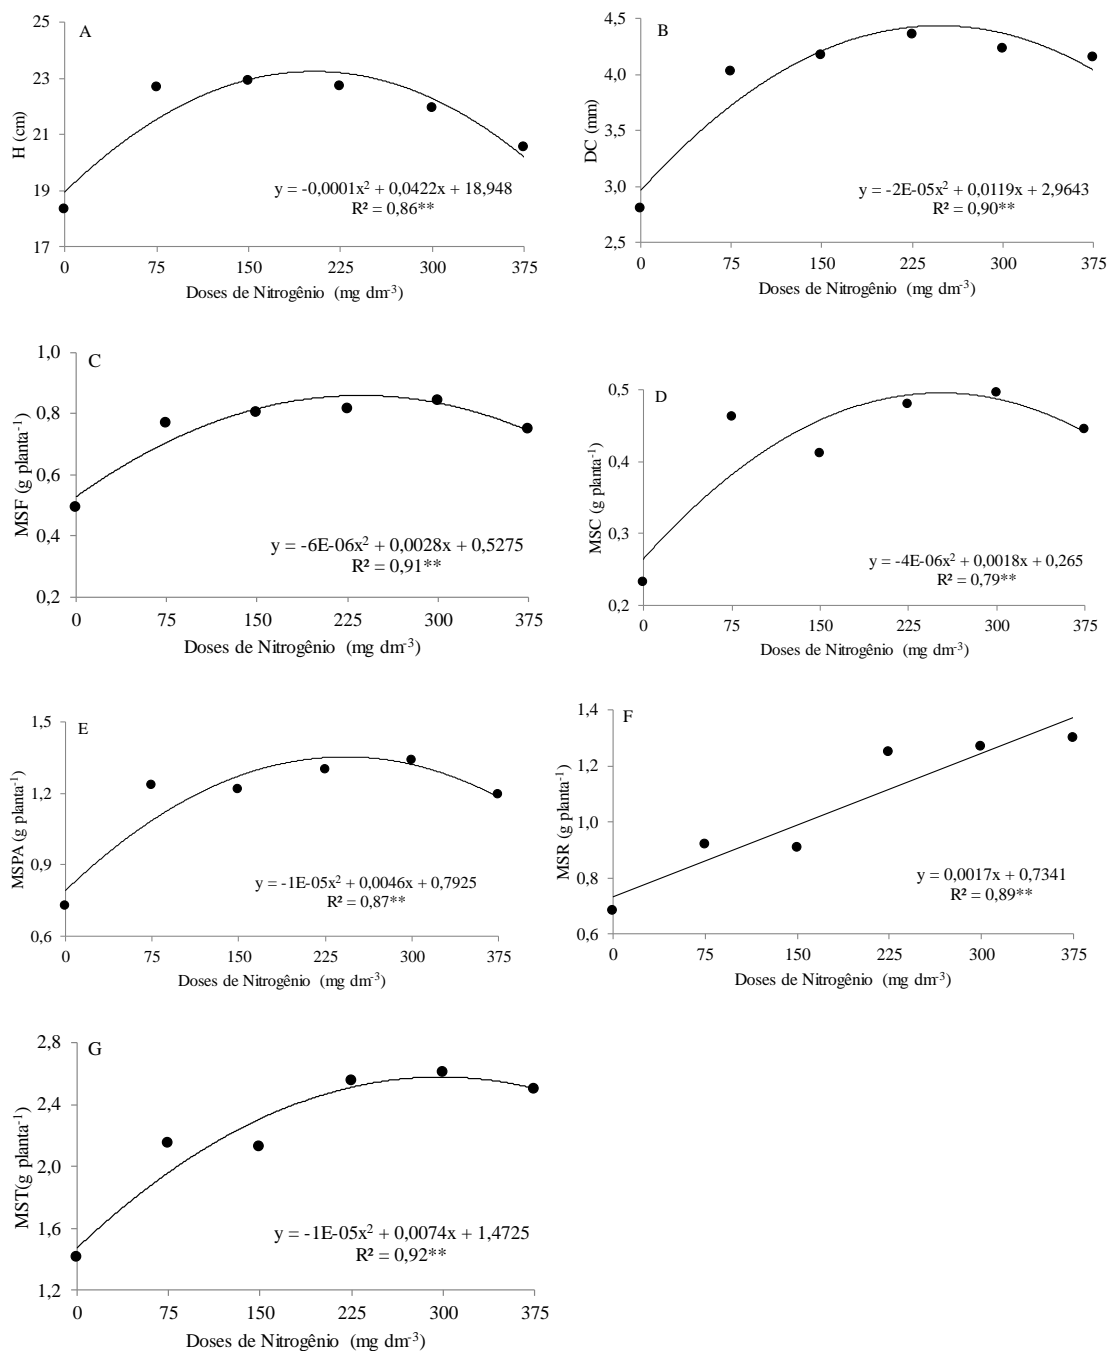 A
25
23
21
19
17
H (cm)
y = -0,0001x² + 0,0422x + 18,948
R² = 0,86**
0 75 150 225 300 375
Doses de Nitrogênio (mg dm⁻³)
B
4,5
4,0
3,5
3,0
2,5
DC (mm)
y = -2E-05x² + 0,0119x + 2,9643
R² = 0,90**
0 75 150 225 300 375
Doses de Nitrogênio (mg dm⁻³)
C
1,0
0,8
0,6
0,4
0,2
MSF (g planta⁻¹)
y = -6E-06x² + 0,0028x + 0,5275
R² = 0,91**
0 75 150 225 300 375
Doses de Nitrogênio (mg dm⁻³)
D
0,5
0,4
0,3
0,2
MSC (g planta⁻¹)
y = -4E-06x² + 0,0018x + 0,265
R² = 0,79**
0 75 150 225 300 375
Doses de Nitrogênio (mg dm⁻³)
E
1,5
1,2
0,9
0,6
MSPA (g planta⁻¹)
y = -1E-05x² + 0,0046x + 0,7925
R² = 0,87**
0 75 150 225 300 375
Doses de Nitrogênio (mg dm⁻³)
F
1,4
1,2
1,0
0,8
0,6
MSR (g planta⁻¹)
y = 0,0017x + 0,7341
R² = 0,89**
0 75 150 225 300 375
Doses de Nitrogênio (mg dm⁻³)
G
2,8
2,4
2,0
1,6
1,2
MST(g planta⁻¹)
y = -1E-05x² + 0,0074x + 1,4725
R² = 0,92**
0 75 150 225 300 375
Doses de Nitrogênio (mg dm⁻³)